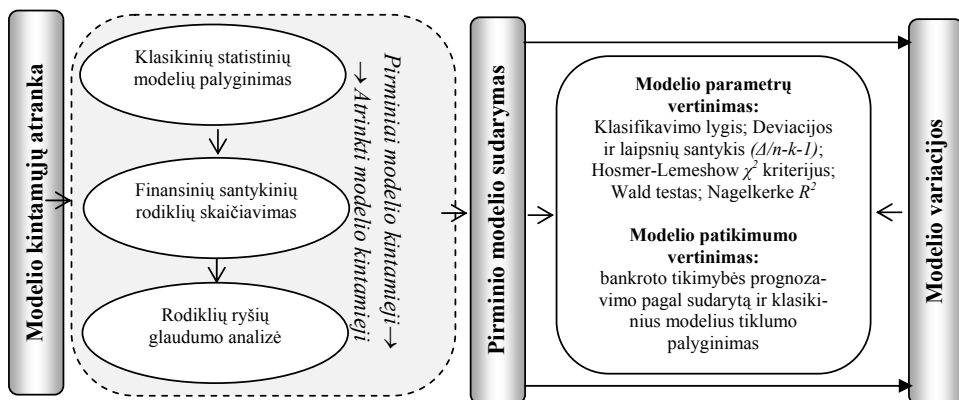 Modelio kintamųjų atranka
Klasikinių statistinių
modelių palyginimas
Finansinių santykinių
rodiklių skaičiavimas
Rodiklių ryšių
glaudumo analizė
Pirminiai modelio kintamieji→
→ Atrinkti modelio kintamieji
Pirminio modelio sudarymas
Modelio parametrų
vertinimas:
Klasifikavimo lygis; Deviacijos
ir laipsnių santykis (Δ/n-k-1);
Hosmer-Lemeshow χ² kriterijus;
Wald testas; Nagelkerke R²
Modelio patikimumo
vertinimas:
bankroto tikimybės prognoza-
vimo pagal sudarytą ir klasiki-
nius modelius tikslumo
palyginimas
Modelio variacijos